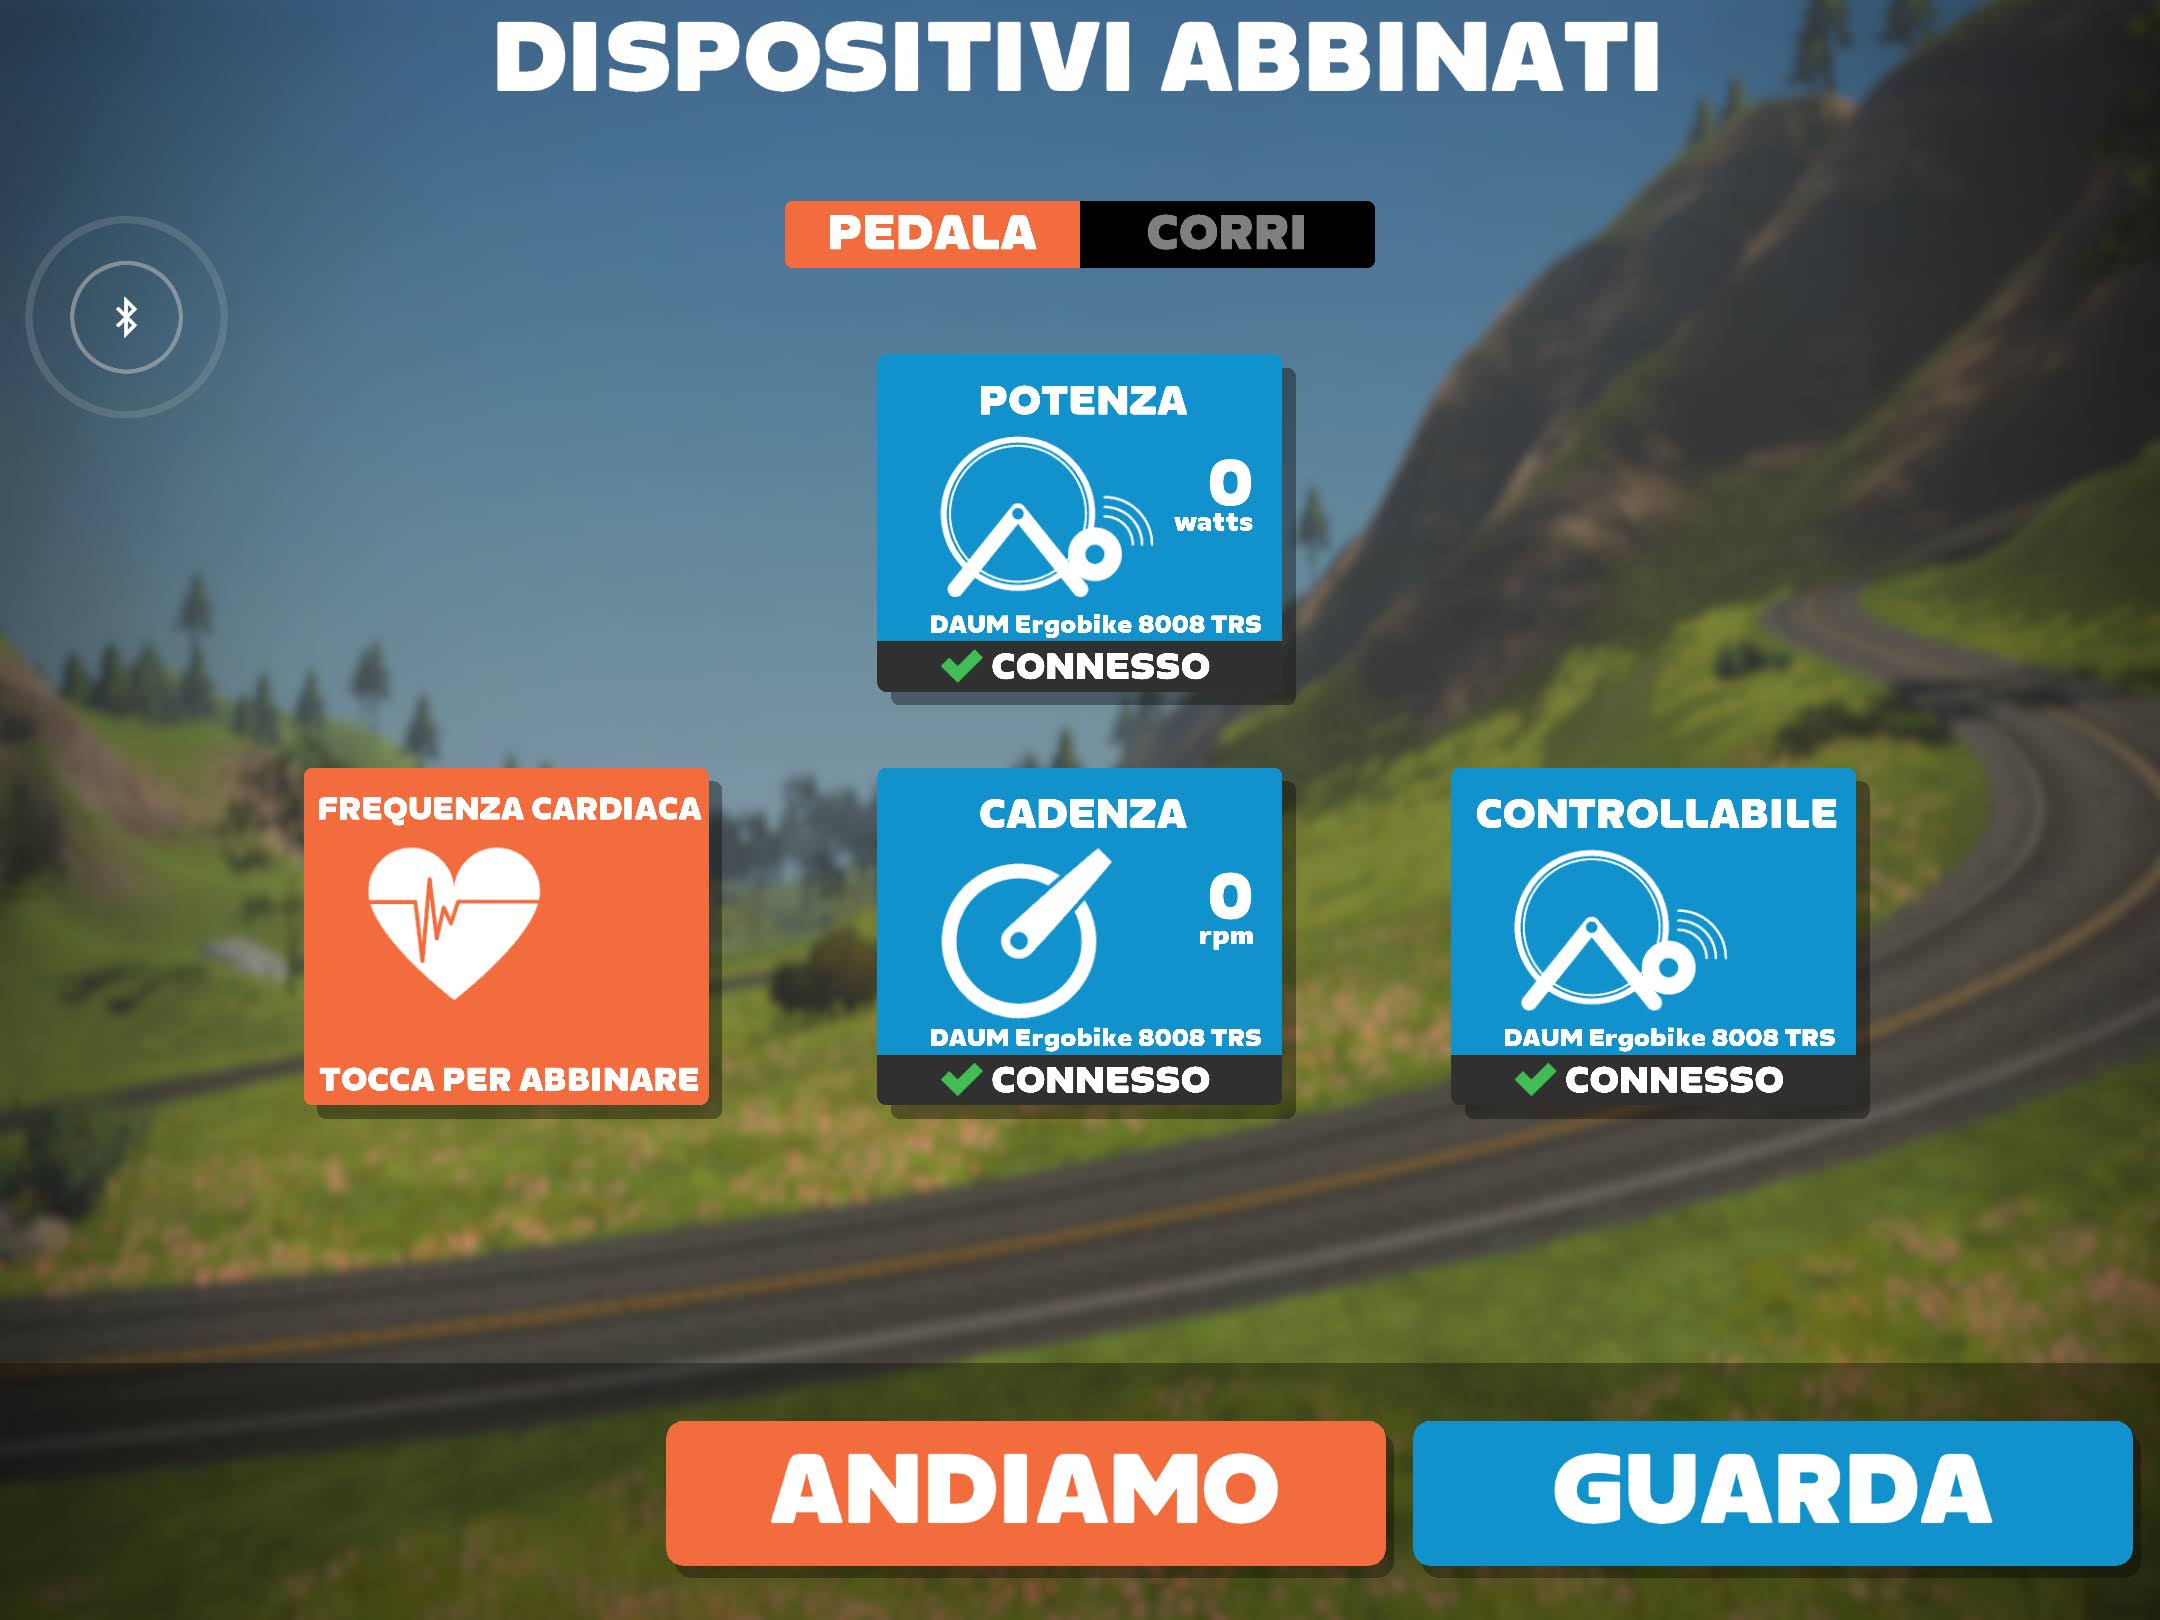 DISPOSITIVI ABBINATI
PEDALA CORRI
POTENZA
0
watts
DAUM Ergobike 8008 TRS
CONNESSO
FREQUENZA CARDIACA
TOCCA PER ABBINARE
CADENZA
0
rpm
DAUM Ergobike 8008 TRS
CONNESSO
CONTROLLABILE
DAUM Ergobike 8008 TRS
CONNESSO
ANDIAMO
GUARDA